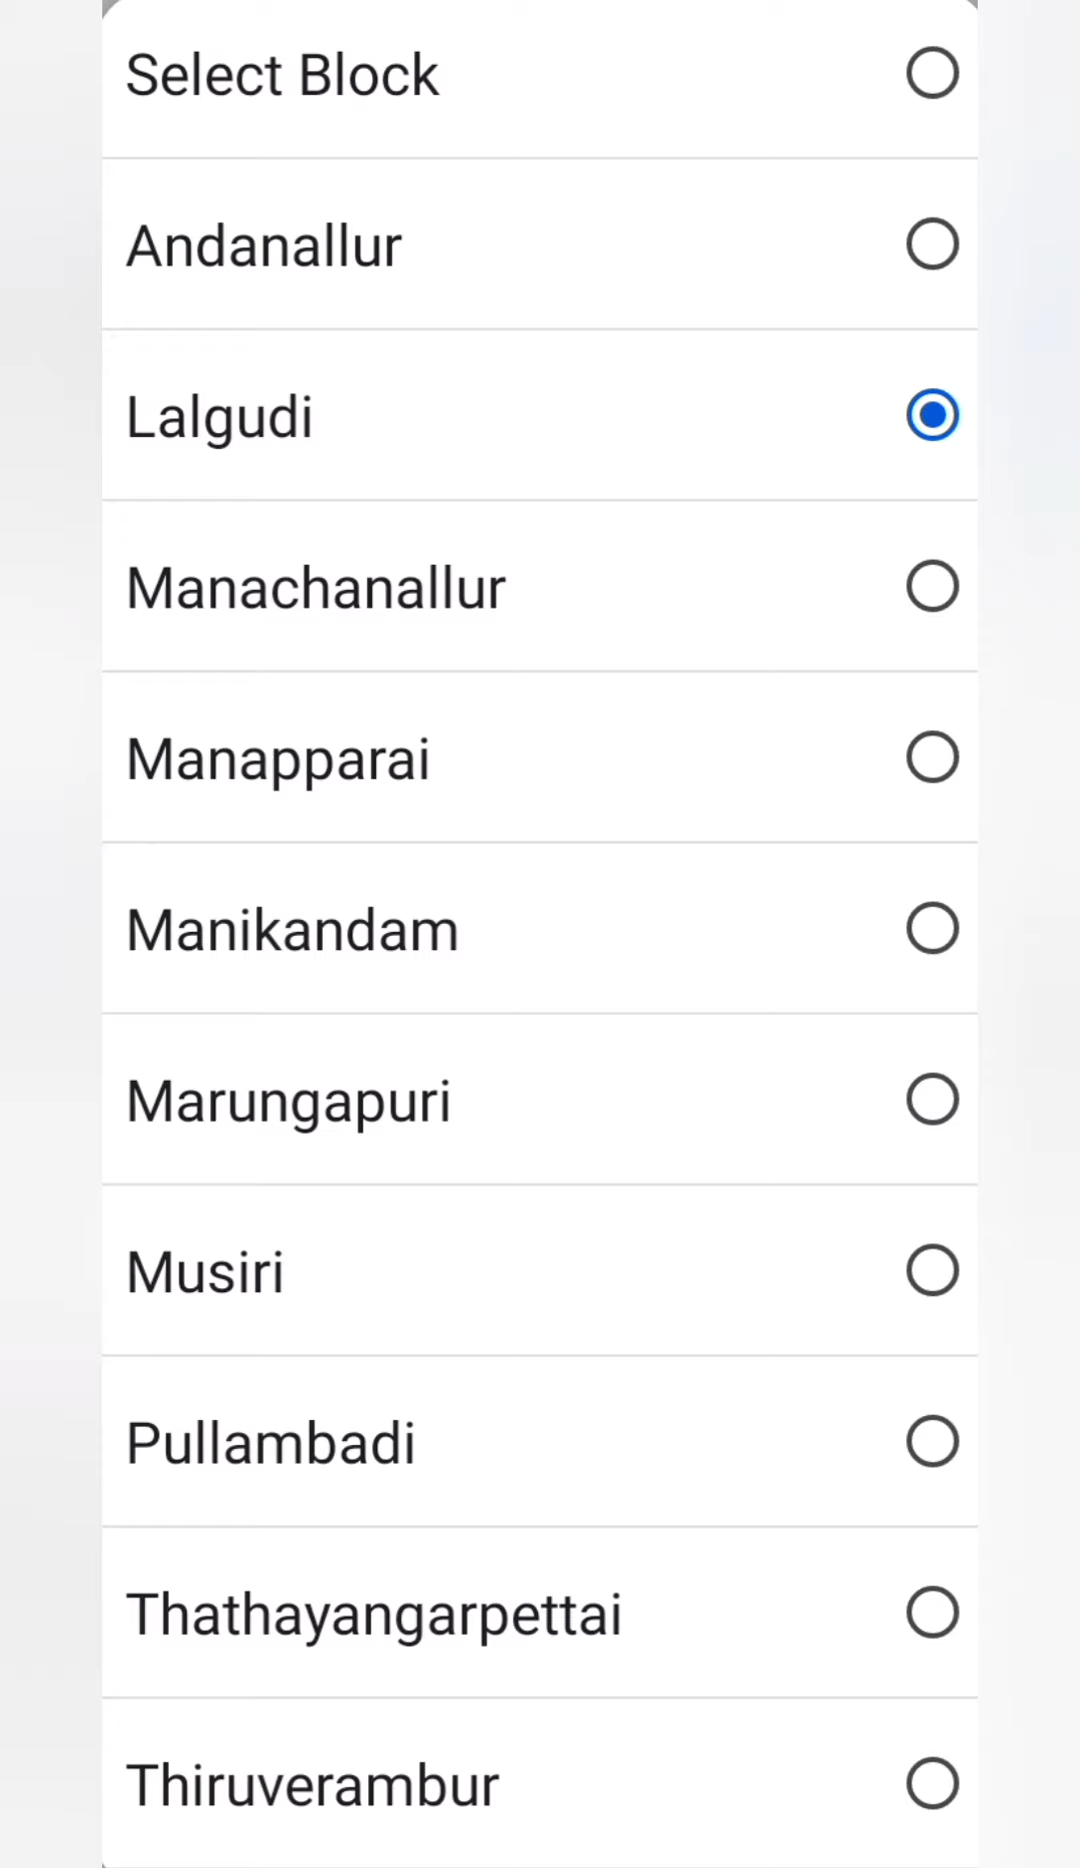 Select Block
Andanallur
Lalgudi
Manachanallur
Manapparai
Manikandam
Marungapuri
Musiri
Pullambadi
Thathayangarpettai
Thiruverambur